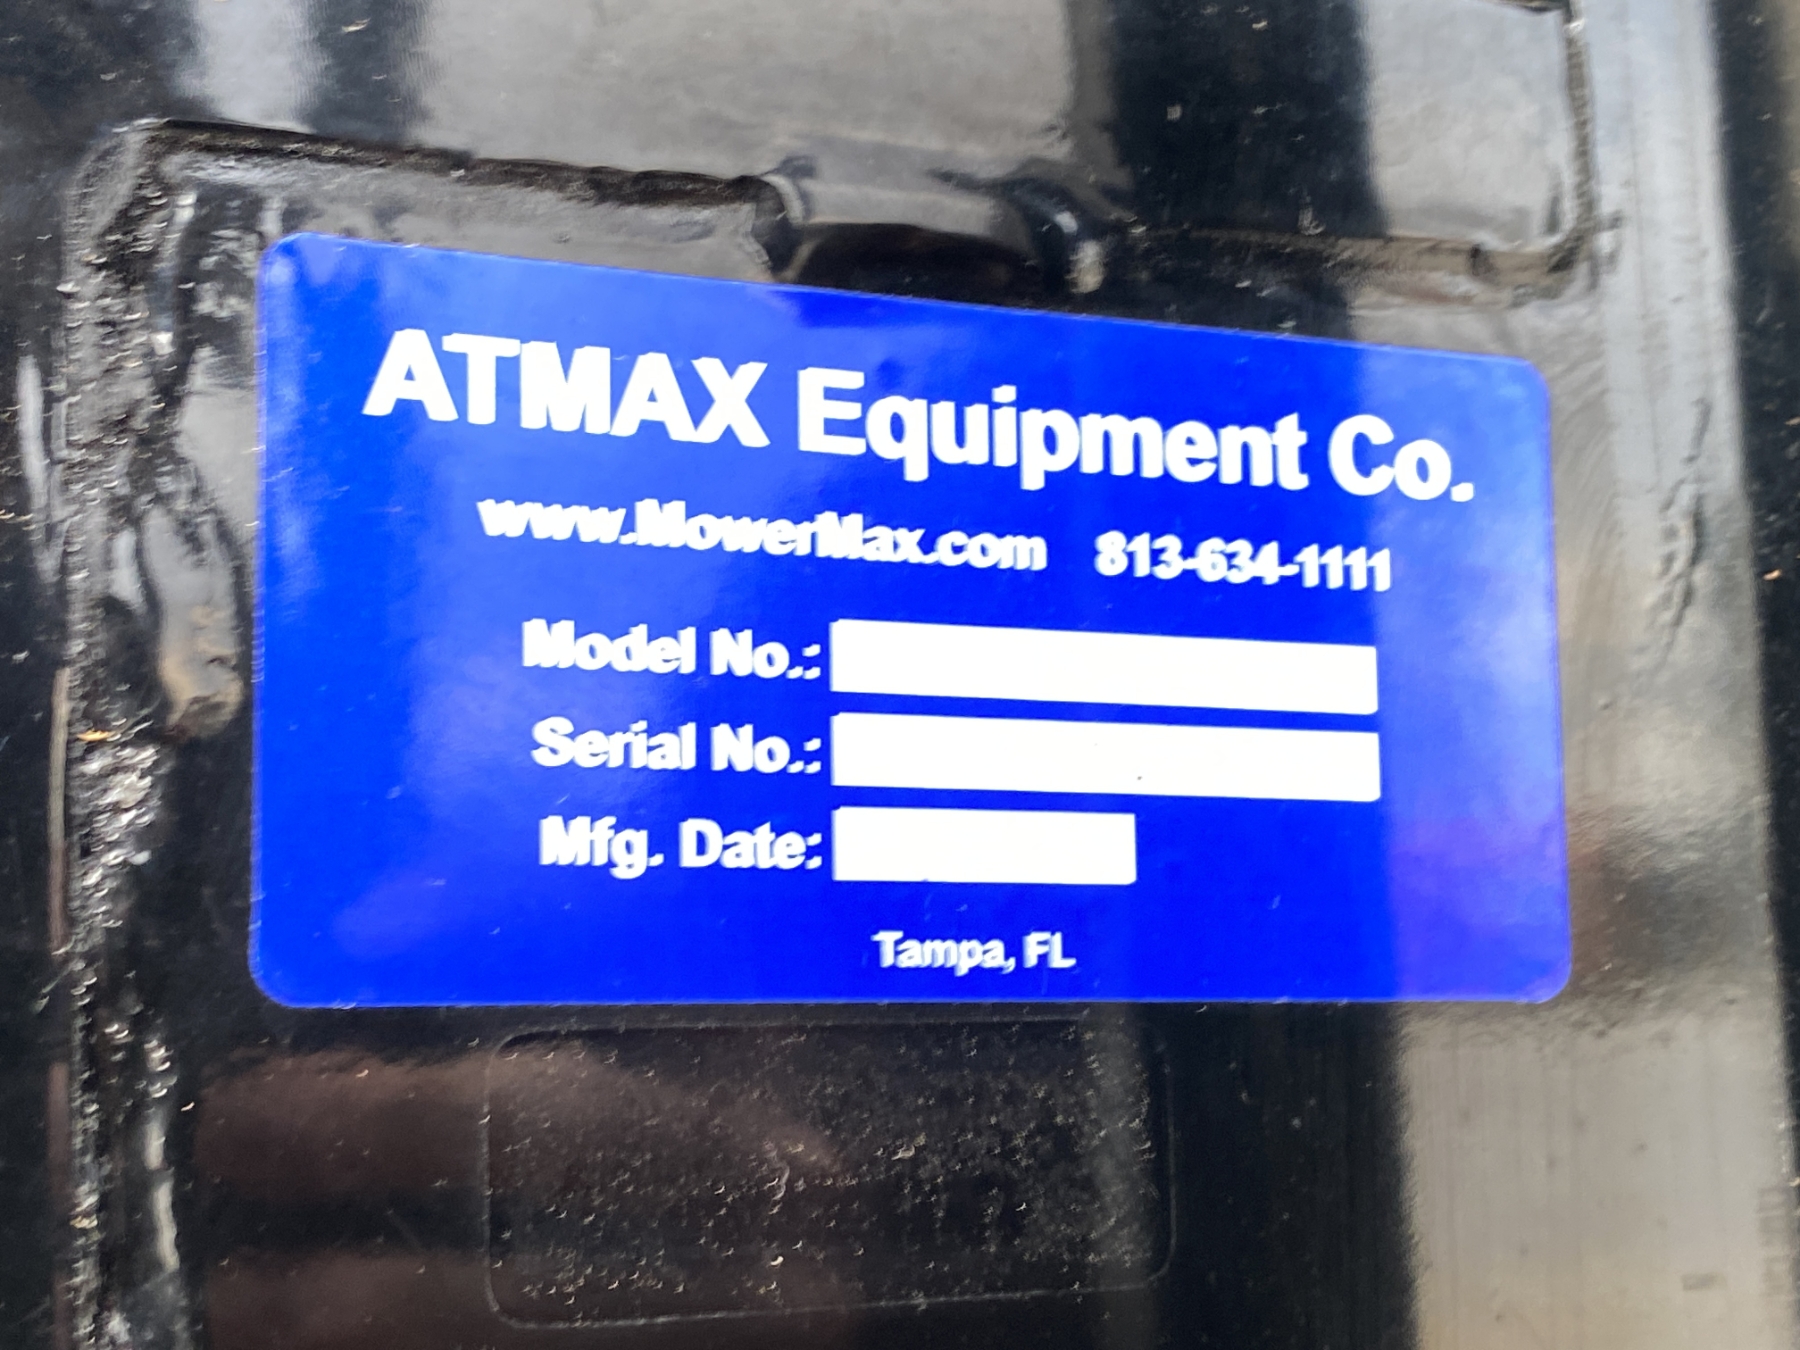 ATMAX Equipment Co.
www.MowerMax.com 813-634-1111
Model No.:
Serial No.:
Mfg. Date:
Tampa, FL